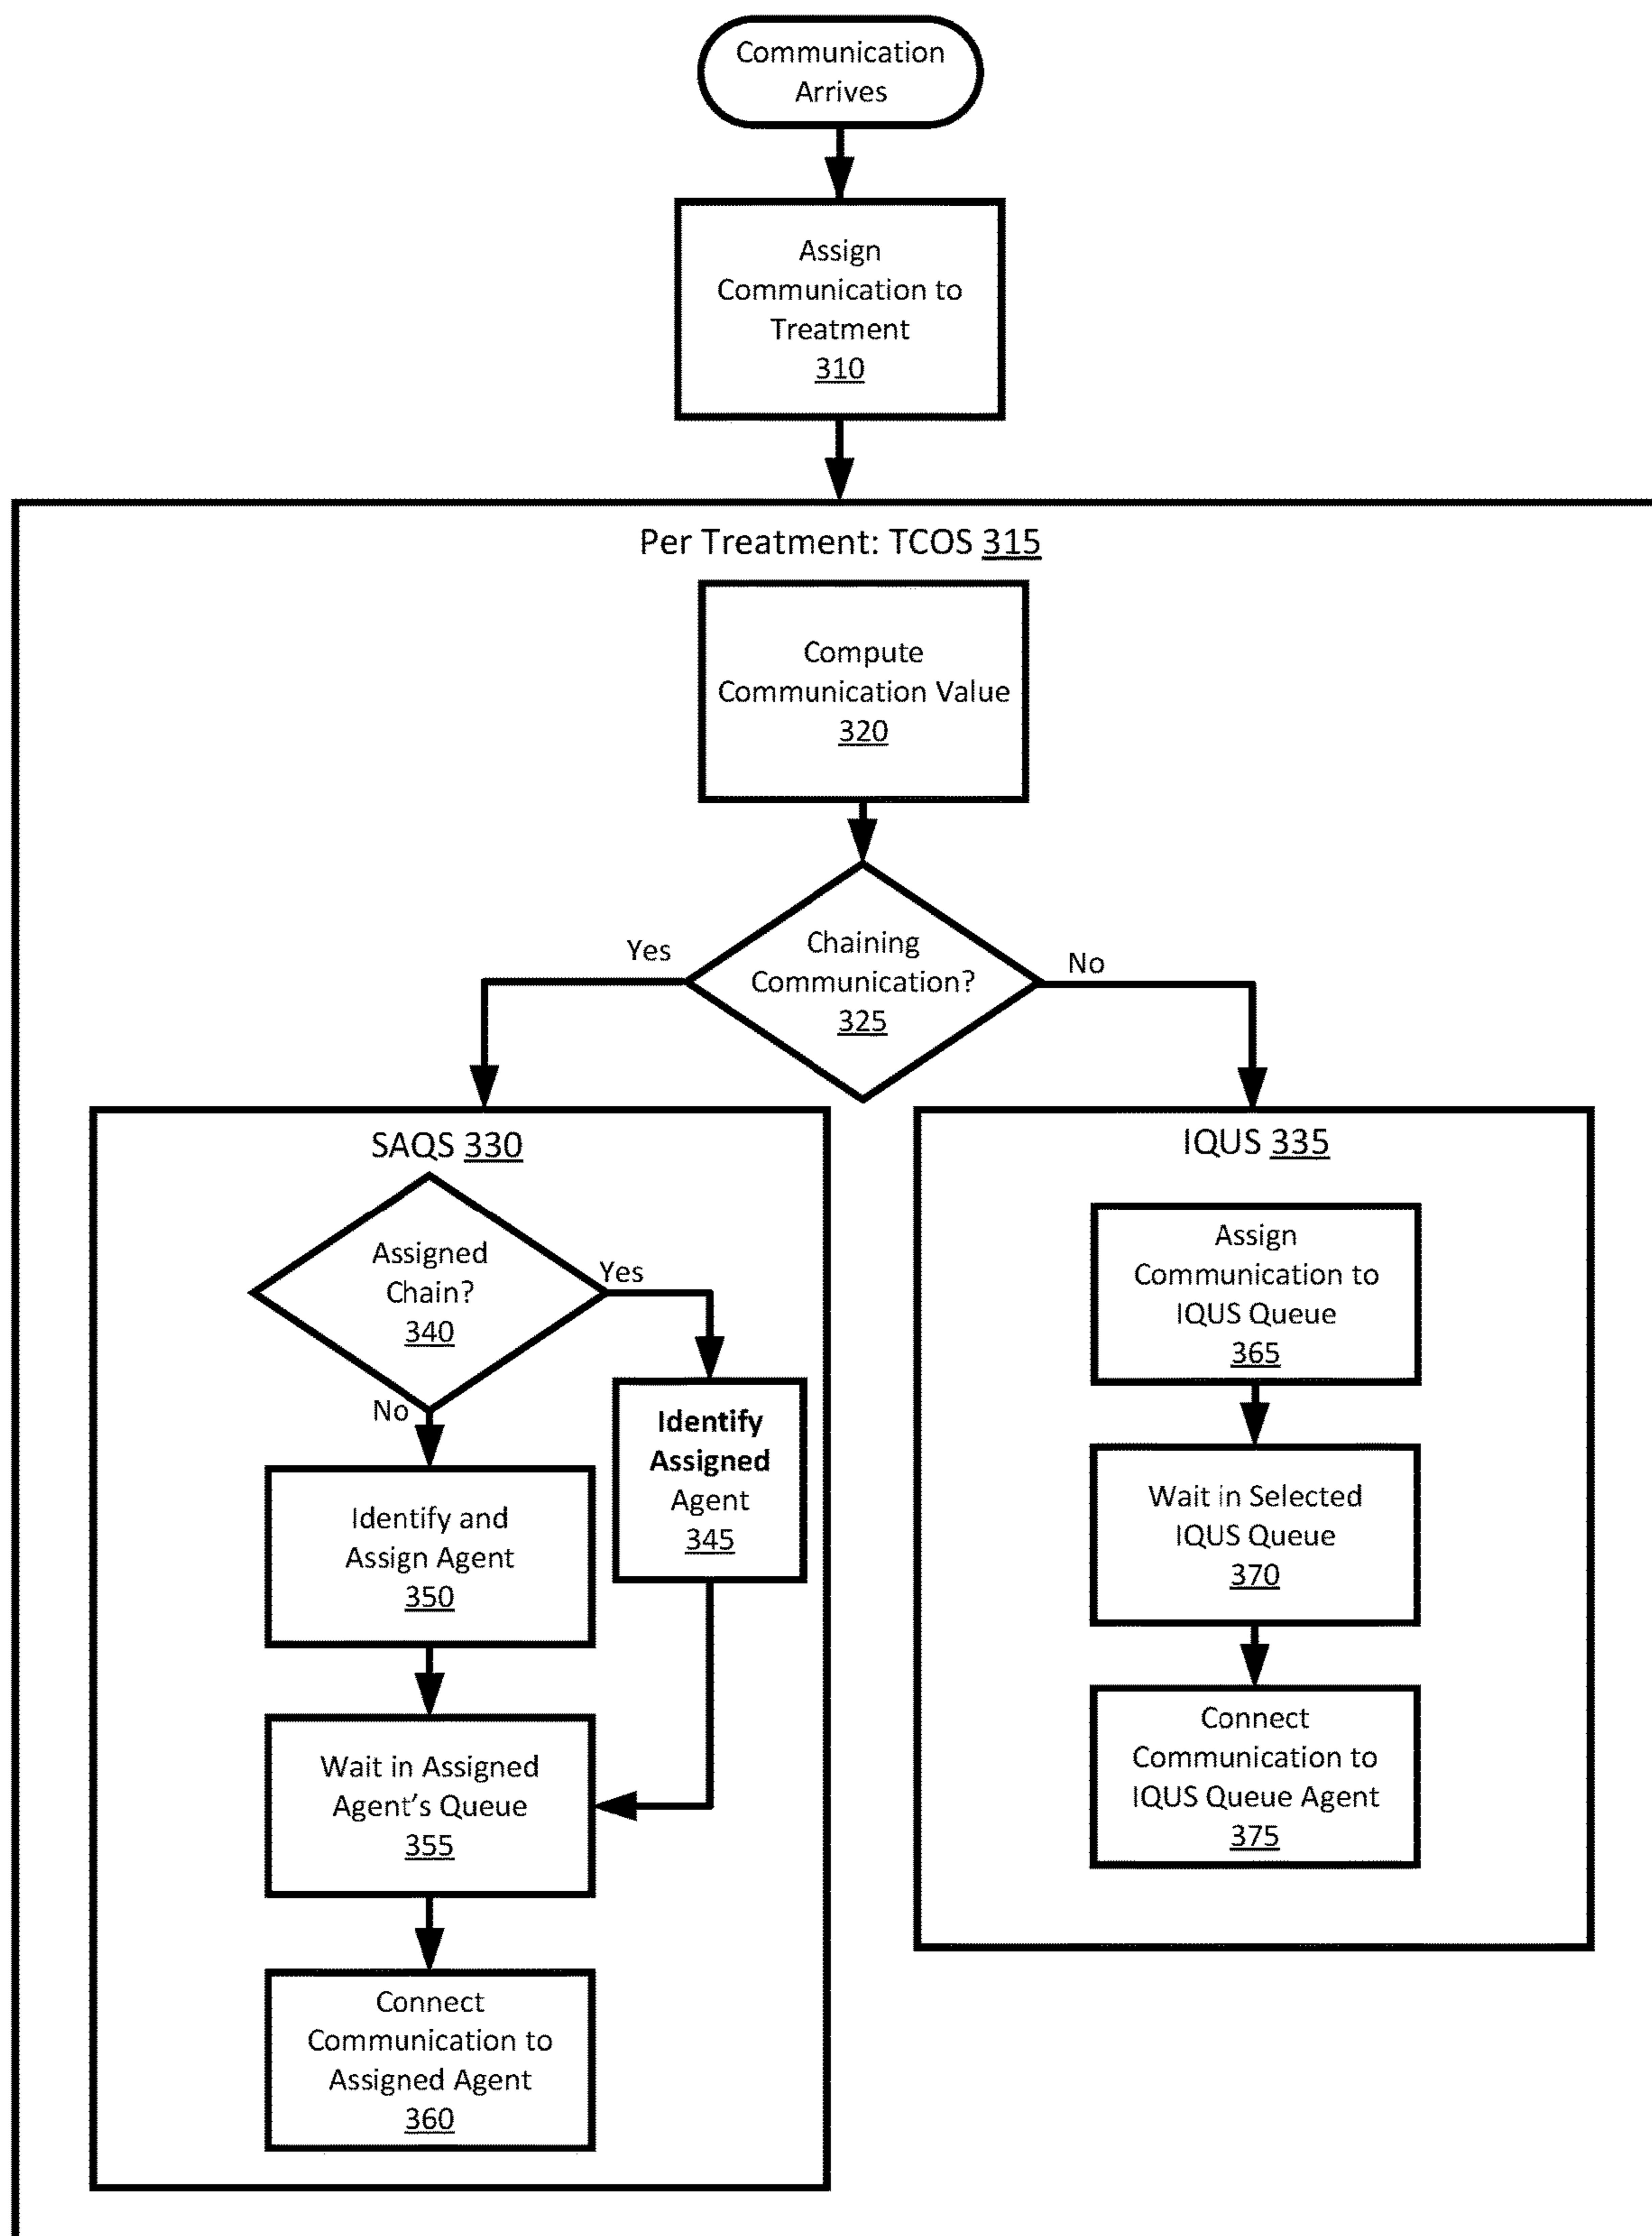 Communication
Arrives
Assign
Communication to
Treatment
310
Per Treatment: TCOS 315
Compute
Communication Value
320
Chaining
Communication?
325
Yes
No
SAQS 330
Assigned
Chain?
340
Yes
No
Identify
Assigned
Agent
345
Identify and
Assign Agent
350
Wait in Assigned
Agent's Queue
355
Connect
Communication to
Assigned Agent
360
IQUS 335
Assign
Communication to
IQUS Queue
365
Wait in Selected
IQUS Queue
370
Connect
Communication to
IQUS Queue Agent
375